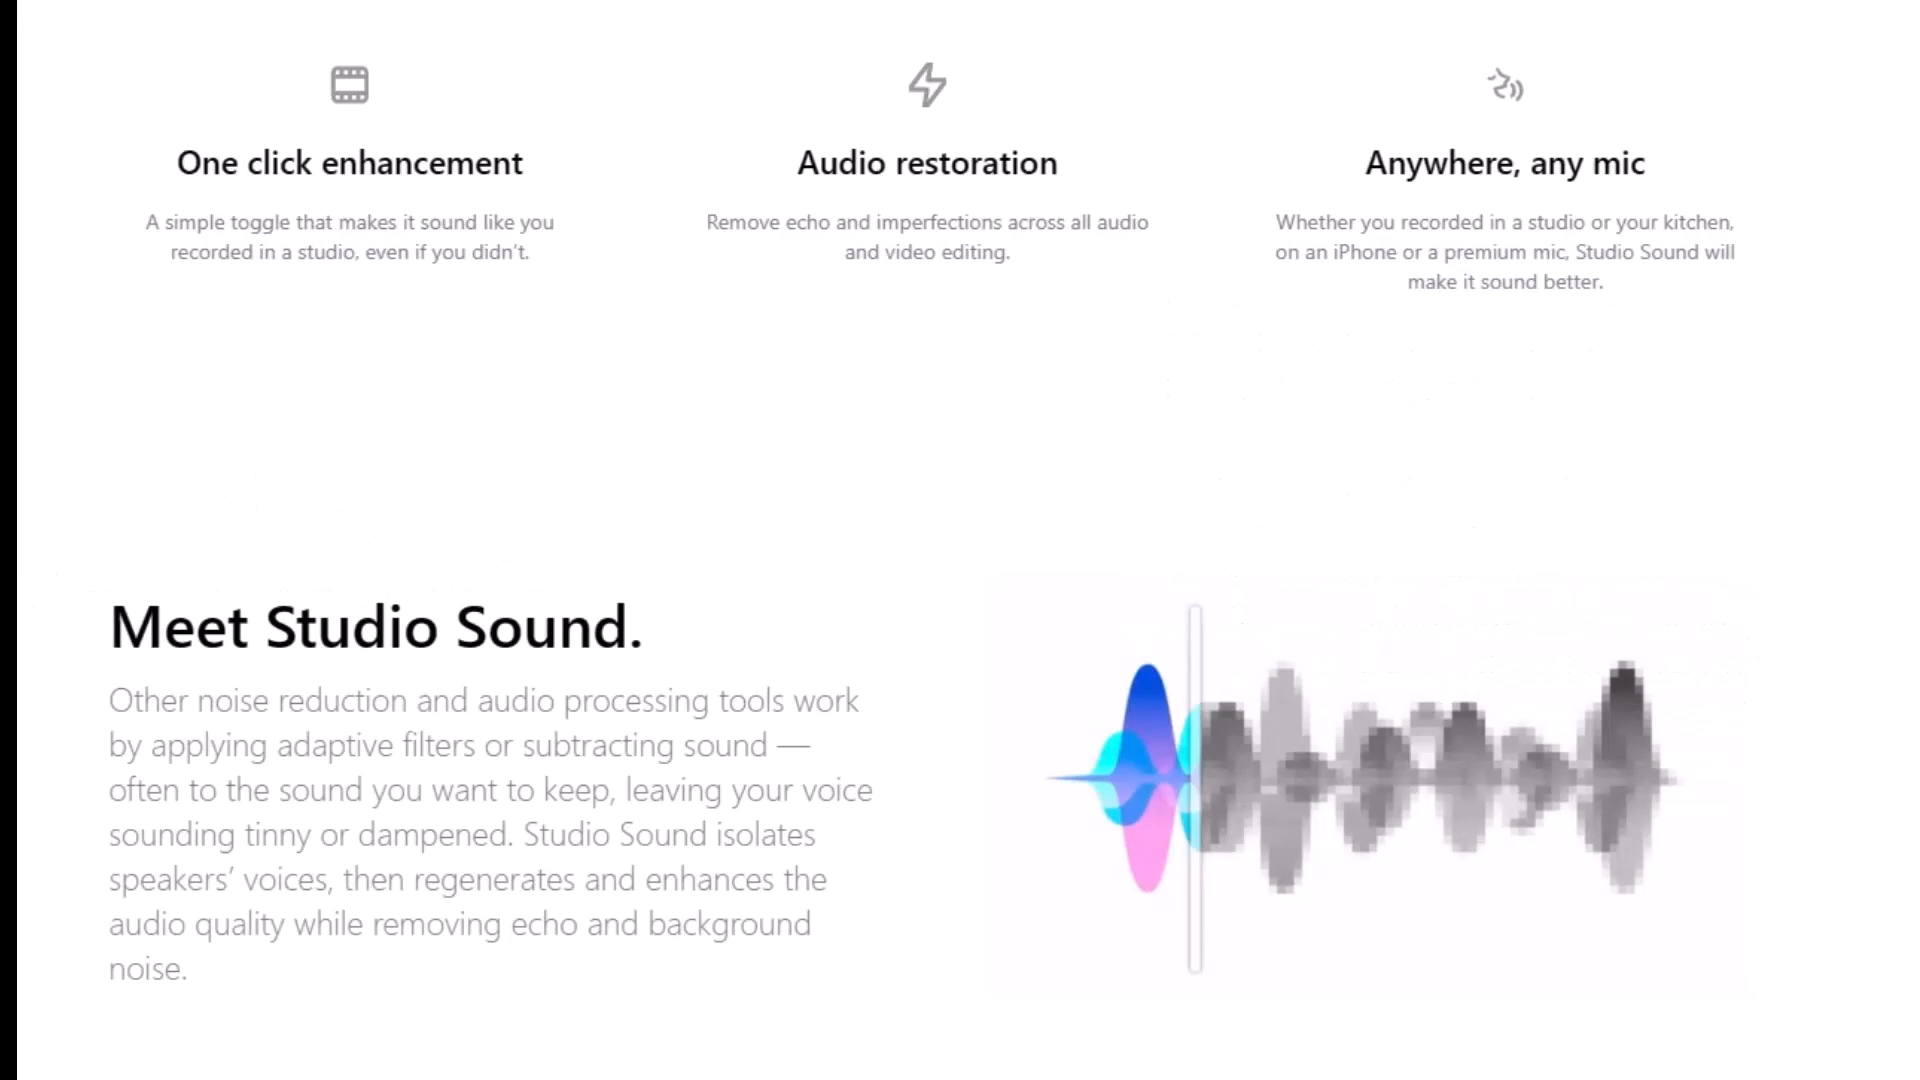 One click enhancement
A simple toggle that makes it sound like you
recorded in a studio, even if you didn't.
Audio restoration
Remove echo and imperfections across all audio
and video editing.
Anywhere, any mic
Whether you recorded in a studio or your kitchen,
on an iPhone or a premium mic, Studio Sound will
make it sound better.
Meet Studio Sound.
Other noise reduction and audio processing tools work
by applying adaptive filters or subtracting sound —
often to the sound you want to keep, leaving your voice
sounding tinny or dampened. Studio Sound isolates
speakers' voices, then regenerates and enhances the
audio quality while removing echo and background
noise.